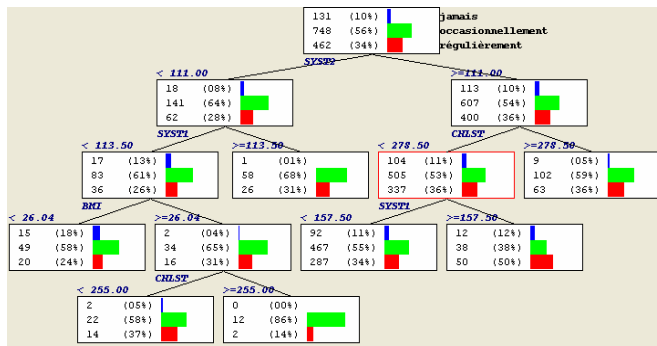 131 (10%) jamais
748 (56%) occasionnellement
462 (34%) régulièrement
SYST2
< 111.00 >=111.00
18 (08%) 113 (10%)
141 (64%) 607 (54%)
62 (28%) 400 (36%)
SYST1 CHLST
< 113.50 >=113.50 < 278.50 >=278.50
17 (13%) 1 (01%) 104 (11%) 9 (05%)
83 (61%) 58 (68%) 505 (53%) 102 (59%)
36 (26%) 26 (31%) 337 (36%) 63 (36%)
BMI SYST1
< 26.04 >=26.04 < 157.50 >=157.50
15 (18%) 2 (04%) 92 (11%) 12 (12%)
49 (58%) 34 (65%) 467 (55%) 38 (38%)
20 (24%) 16 (31%) 287 (34%) 50 (50%)
CHLST
< 255.00 >=255.00
2 (05%) 0 (00%)
22 (58%) 12 (86%)
14 (37%) 2 (14%)